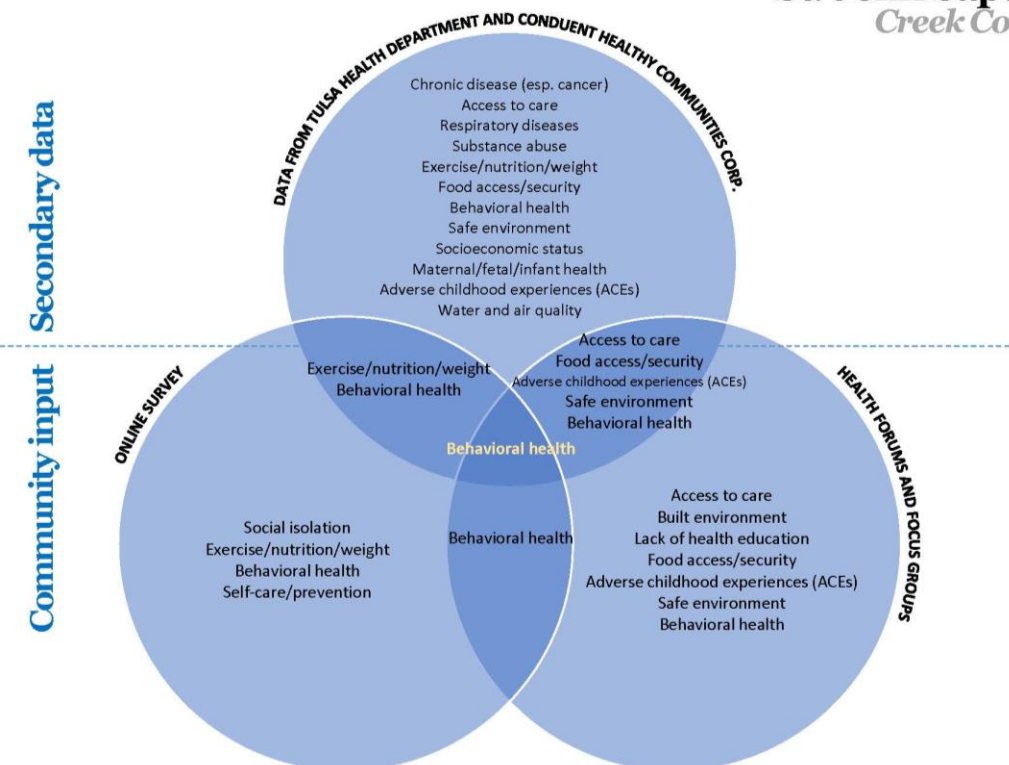 Creek Co
DATA FROM TULSA HEALTH DEPARTMENT AND CONDUENT HEALTHY COMMUNITIES CORP.
Secondary data
Chronic disease (esp. cancer)
Access to care
Respiratory diseases
Substance abuse
Exercise/nutrition/weight
Food access/security
Behavioral health
Safe environment
Socioeconomic status
Maternal/fetal/infant health
Adverse childhood experiences (ACEs)
Water and air quality
Exercise/nutrition/weight
Behavioral health
Access to care
Food access/security
Adverse childhood experiences (ACEs)
Safe environment
Behavioral health
Behavioral health
Behavioral health
Community input
ONLINE SURVEY
Social isolation
Exercise/nutrition/weight
Behavioral health
Self-care/prevention
HEALTH FORUMS AND FOCUS GROUPS
Access to care
Built environment
Lack of health education
Food access/security
Adverse childhood experiences (ACEs)
Safe environment
Behavioral health